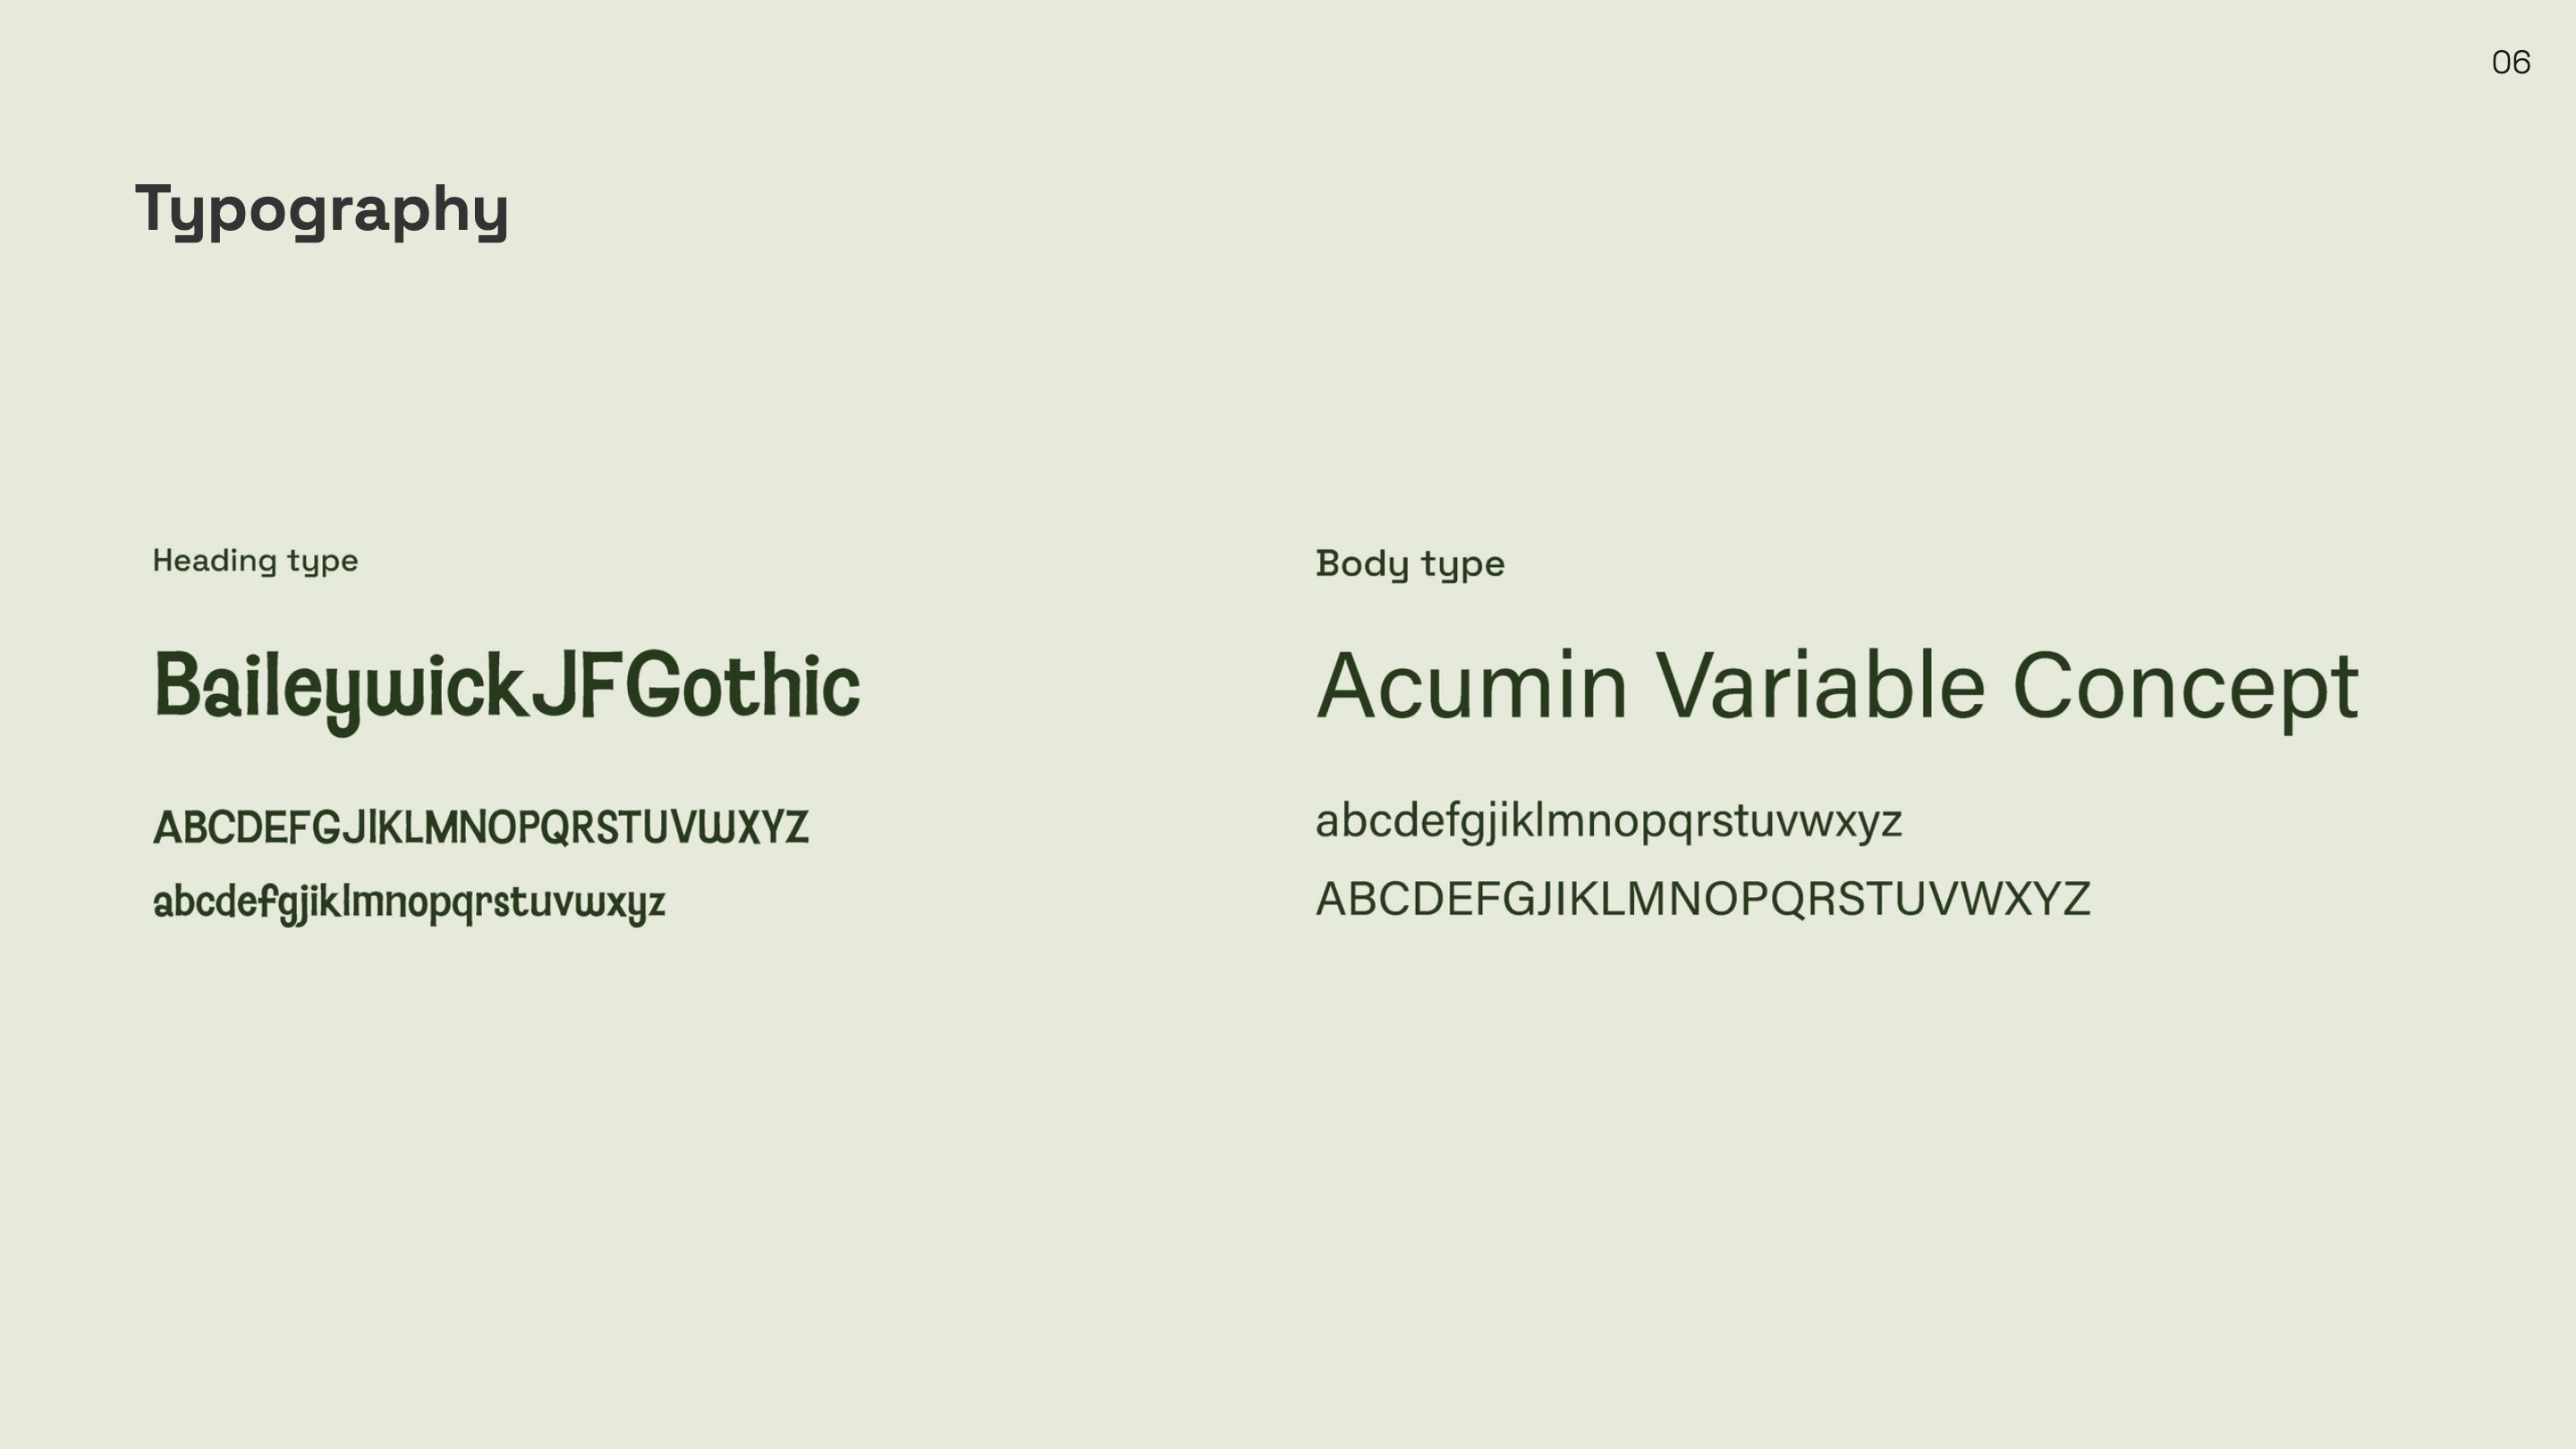 06
Typography
Heading type
BaileywickJFGothic
ABCDEFGJIKLMNOPQRSTUVWXYZ
abcdefgjiklmnopqrstuvwxyz
Body type
Acumin Variable Concept
abcdefgjiklmnopqrstuvwxyz
ABCDEFGJIKLMNOPQRSTUVWXYZ